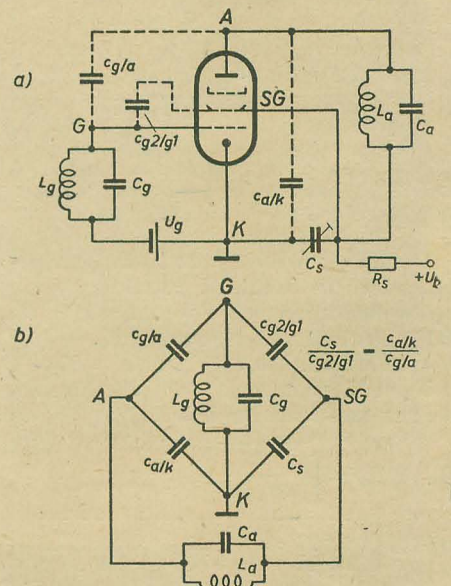 a)
A
cg/a
SG
G
cg2/g1
La
Ca
Lg
Cg
ca/k
Ug
K
Cs
Rs
+Ub
b)
G
cg/a
cg2/g1
Cs/cg2/g1 = ca/k/cg/a
A
Lg
Cg
SG
ca/k
Cs
K
Ca
La